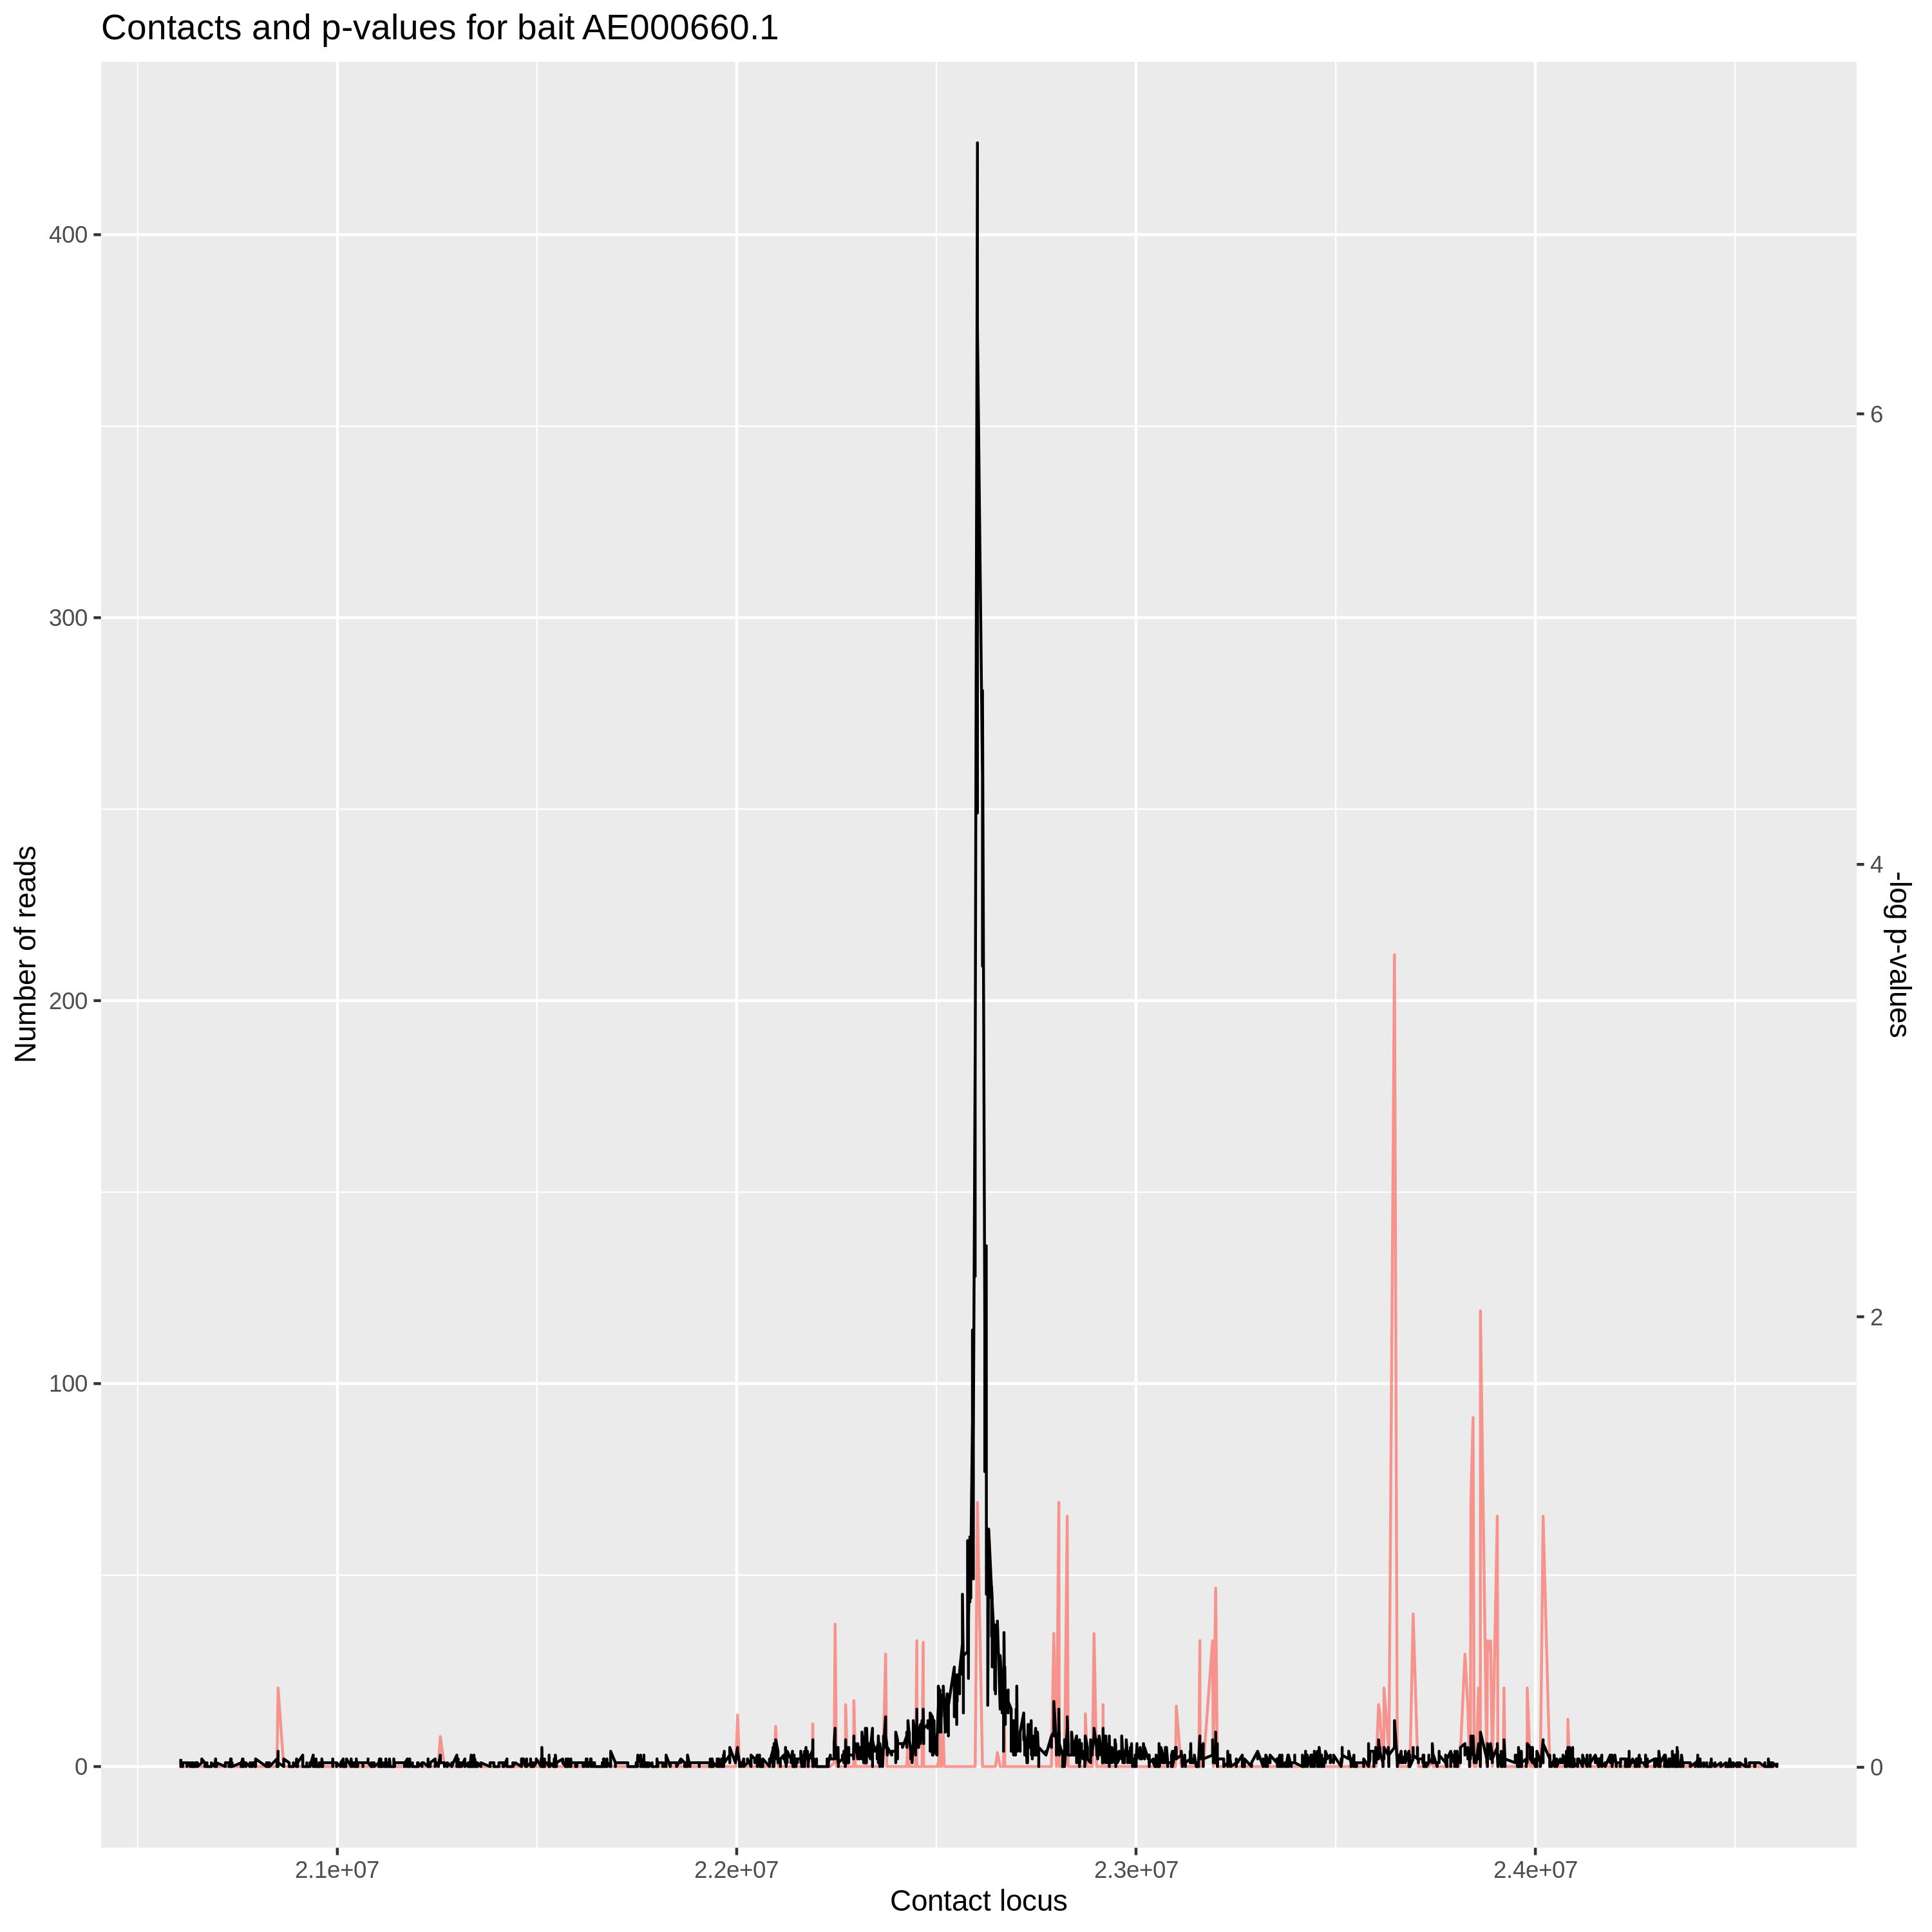 Contacts and p-values for bait AE000660.1
400
300
200
100
0
Number of reads
6
4
2
0
-log p-values
2.1e+07
2.2e+07
2.3e+07
2.4e+07
Contact locus